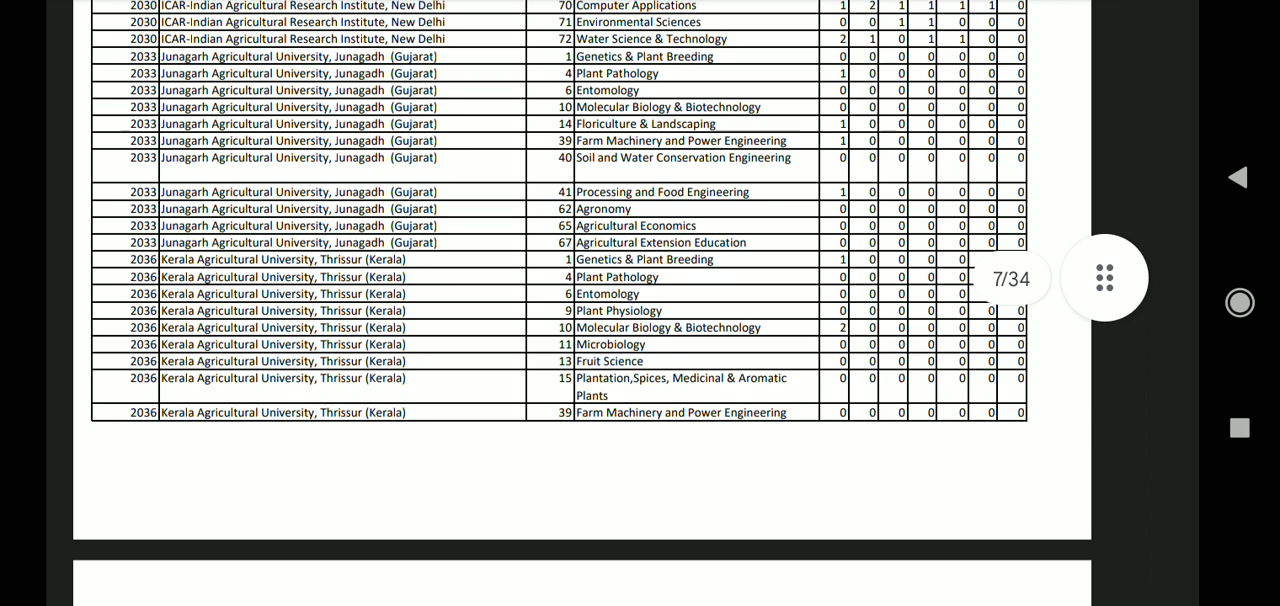 2030 ICAR-Indian Agricultural Research Institute, New Delhi 70 Computer Applications 1 2 1 1 1 1 0
2030 ICAR-Indian Agricultural Research Institute, New Delhi 71 Environmental Sciences 0 0 1 1 0 0 0
2030 ICAR-Indian Agricultural Research Institute, New Delhi 72 Water Science & Technology 2 1 0 1 1 0 0
2033 Junagarh Agricultural University, Junagadh (Gujarat) 1 Genetics & Plant Breeding 0 0 0 0 0 0 0
2033 Junagarh Agricultural University, Junagadh (Gujarat) 4 Plant Pathology 1 0 0 0 0 0 0
2033 Junagarh Agricultural University, Junagadh (Gujarat) 6 Entomology 0 0 0 0 0 0 0
2033 Junagarh Agricultural University, Junagadh (Gujarat) 10 Molecular Biology & Biotechnology 0 0 0 0 0 0 0
2033 Junagarh Agricultural University, Junagadh (Gujarat) 14 Floriculture & Landscaping 1 0 0 0 0 0 0
2033 Junagarh Agricultural University, Junagadh (Gujarat) 39 Farm Machinery and Power Engineering 1 0 0 0 0 0 0
2033 Junagarh Agricultural University, Junagadh (Gujarat) 40 Soil and Water Conservation Engineering 0 0 0 0 0 0 0
2033 Junagarh Agricultural University, Junagadh (Gujarat) 41 Processing and Food Engineering 1 0 0 0 0 0 0
2033 Junagarh Agricultural University, Junagadh (Gujarat) 62 Agronomy 0 0 0 0 0 0 0
2033 Junagarh Agricultural University, Junagadh (Gujarat) 65 Agricultural Economics 0 0 0 0 0 0 0
2033 Junagarh Agricultural University, Junagadh (Gujarat) 67 Agricultural Extension Education 0 0 0 0 0 0 0
2036 Kerala Agricultural University, Thrissur (Kerala) 1 Genetics & Plant Breeding 1 0 0 0 0
2036 Kerala Agricultural University, Thrissur (Kerala) 4 Plant Pathology 0 0 0 0 0
7/34
2036 Kerala Agricultural University, Thrissur (Kerala) 6 Entomology 0 0 0 0 0
2036 Kerala Agricultural University, Thrissur (Kerala) 9 Plant Physiology 0 0 0 0 0 0 0
2036 Kerala Agricultural University, Thrissur (Kerala) 10 Molecular Biology & Biotechnology 2 0 0 0 0 0 0
2036 Kerala Agricultural University, Thrissur (Kerala) 11 Microbiology 0 0 0 0 0 0 0
2036 Kerala Agricultural University, Thrissur (Kerala) 13 Fruit Science 0 0 0 0 0 0 0
2036 Kerala Agricultural University, Thrissur (Kerala) 15 Plantation,Spices, Medicinal & Aromatic 0 0 0 0 0 0 0
Plants
2036 Kerala Agricultural University, Thrissur (Kerala) 39 Farm Machinery and Power Engineering 0 0 0 0 0 0 0